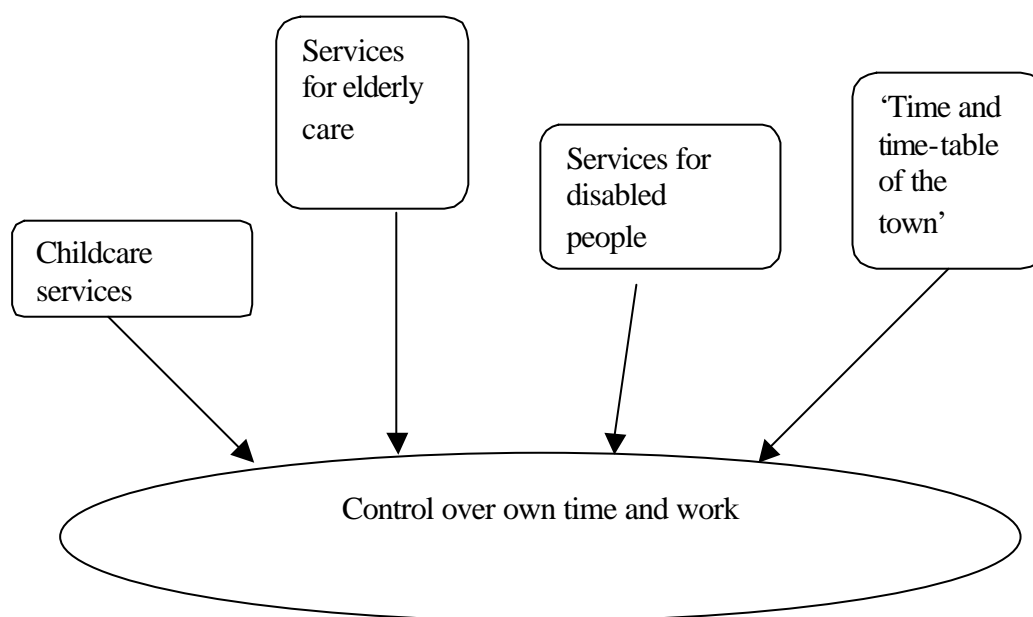 Services
for elderly
care
‘Time and
time-table
of the
town’
Services for
disabled
people
Childcare
services
Control over own time and work